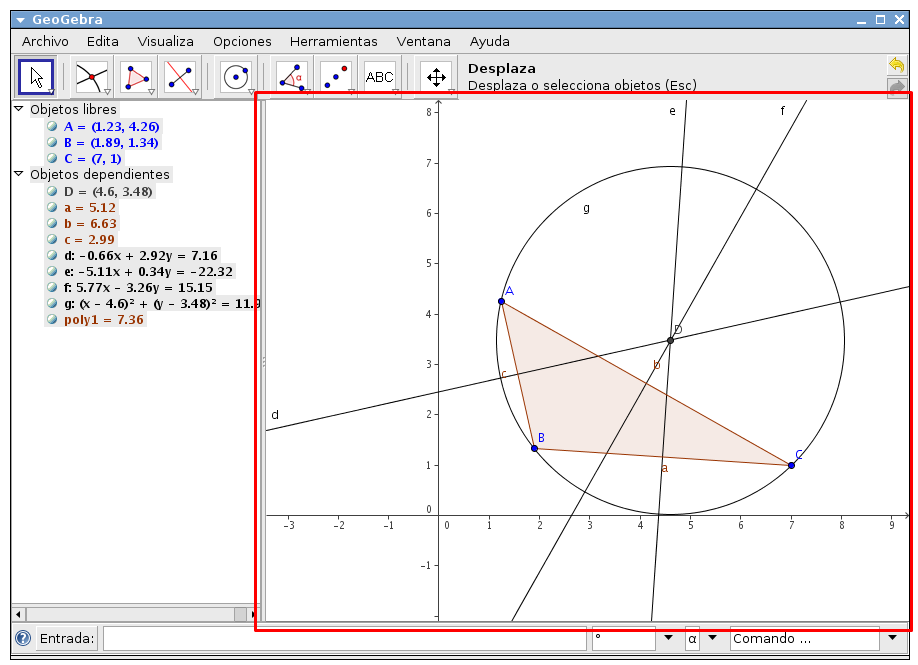 GeoGebra
Archivo Edita Visualiza Opciones Herramientas Ventana Ayuda
α ABC
Desplaza
Desplaza o selecciona objetos (Esc)
Objetos libres
A = (1.23, 4.26)
B = (1.89, 1.34)
C = (7, 1)
Objetos dependientes
D = (4.6, 3.48)
a = 5.12
b = 6.63
c = 2.99
d: -0.66x + 2.92y = 7.16
e: -5.11x + 0.34y = -22.32
f: 5.77x - 3.26y = 15.15
g: (x - 4.6)² + (y - 3.48)² = 11.9
poly1 = 7.36
e f
8
7
6 g
5
A
4
D
3 b
c
2
d
B
C
1 a
0
-3 -2 -1 0 1 2 3 4 5 6 7 8 9
-1
Entrada: ° α Comando ...